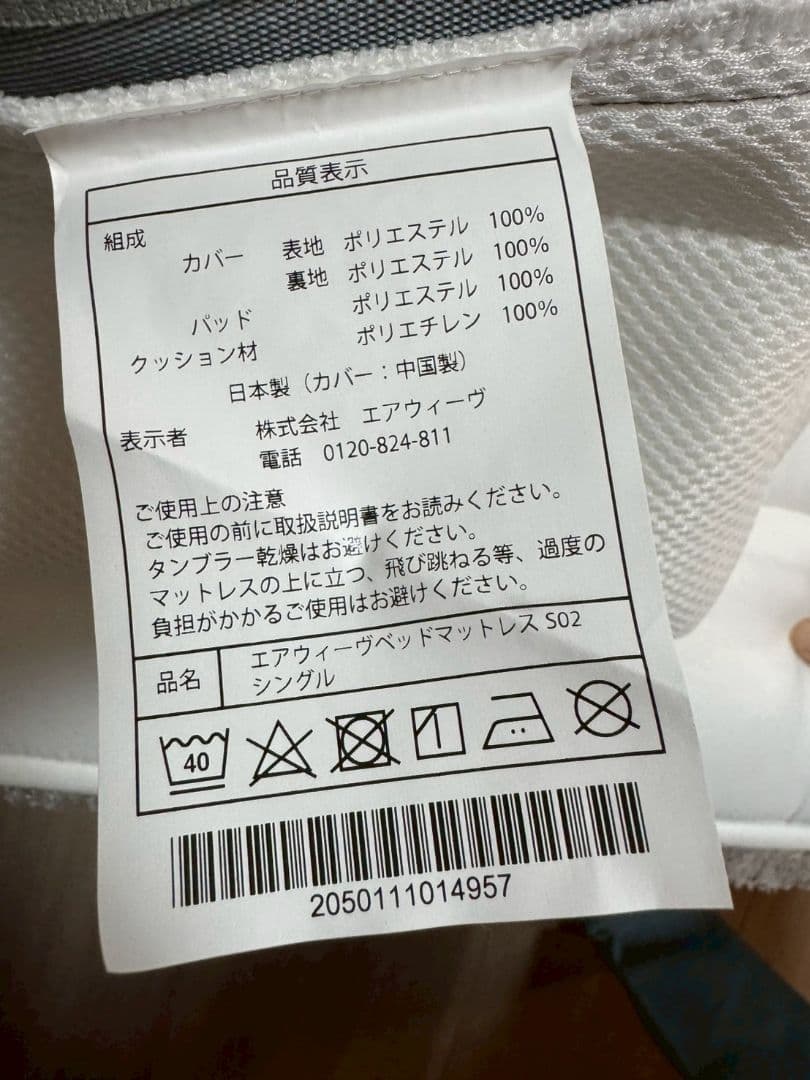 品質表示
組成
カバー 表地 ポリエステル 100%
裏地 ポリエステル 100%
パッド ポリエステル 100%
クッション材 ポリエチレン 100%
日本製（カバー：中国製）
表示者 株式会社 エアウィーヴ
電話 0120-824-811
ご使用上の注意
ご使用の前に取扱説明書をお読みください。
タンブラー乾燥はお避けください。
マットレスの上に立つ、飛び跳ねる等、過度の
負担がかかるご使用はお避けください。
品名 エアウィーヴベッドマットレス S02
シングル
40
2050111014957